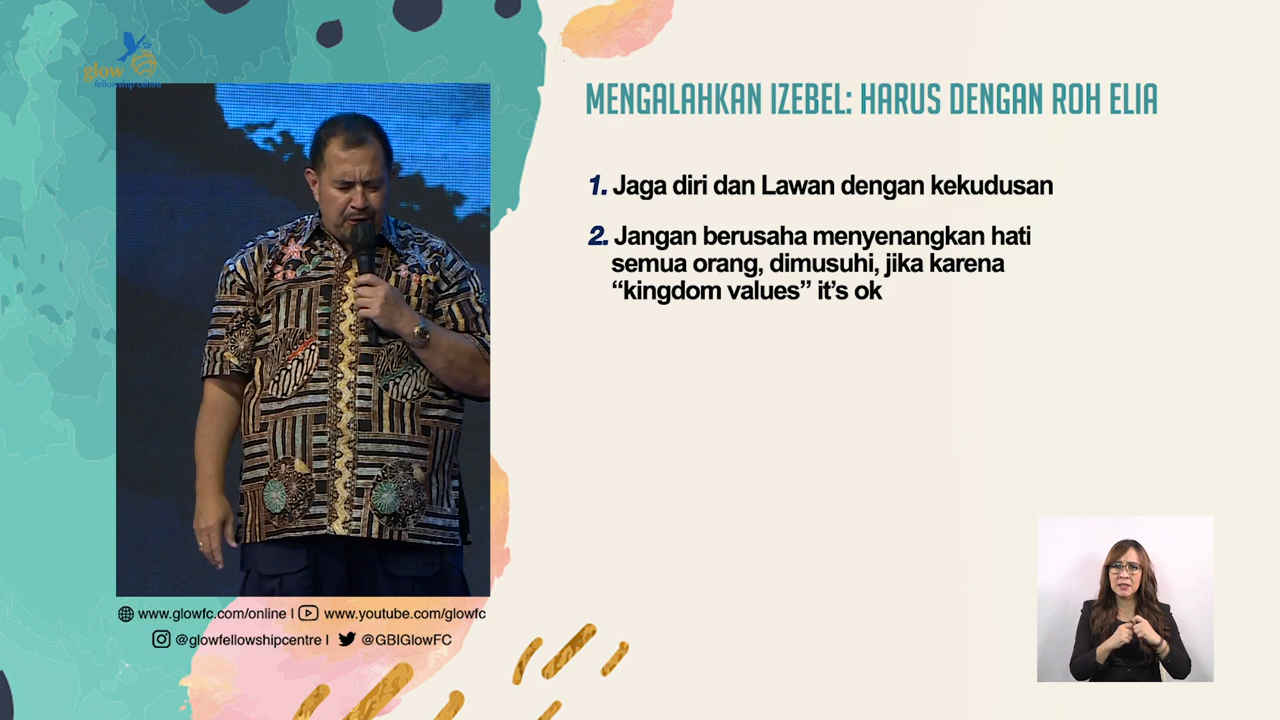 glow
fellowship centre
MENGALAHKAN IZEBEL: HARUS DENGAN ROH ELIA
1. Jaga diri dan Lawan dengan kekudusan
2. Jangan berusaha menyenangkan hati
semua orang, dimusuhi, jika karena
“kingdom values” it’s ok
www.glowfc.com/online I www.youtube.com/glowfc
@glowfellowshipcentre I @GBIGlowFC